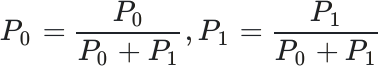 P_0 = \frac{P_0}{P_0 + P_1}, P_1 = \frac{P_1}{P_0 + P_1}